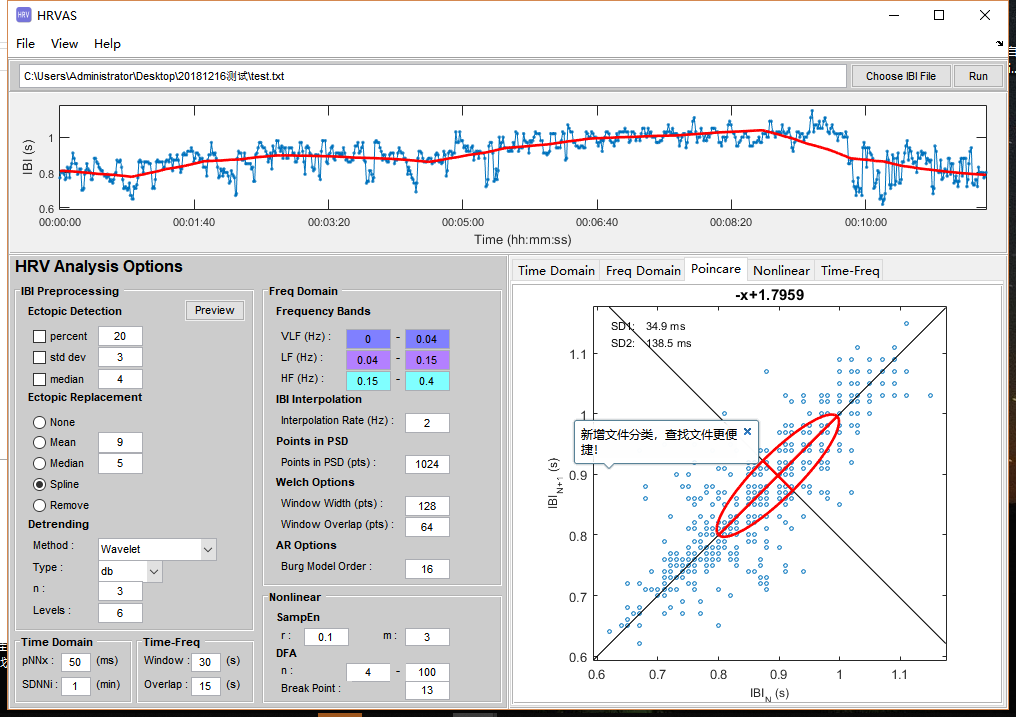 HRV HRVAS
File View Help
C:\Users\Administrator\Desktop\20181216测试\test.txt Choose IBI File Run
IBI (s)
1
0.8
0.6
00:00:00 00:01:40 00:03:20 00:05:00 00:06:40 00:08:20 00:10:00
Time (hh:mm:ss)
HRV Analysis Options
IBI Preprocessing
Ectopic Detection Preview
percent 20
std dev 3
median 4
Ectopic Replacement
None
Mean 9
Median 5
Spline
Remove
Detrending
Method : Wavelet
Type : db
n : 3
Levels : 6
Time Domain
pNNx : 50 (ms)
SDNNi : 1 (min)
Time-Freq
Window : 30 (s)
Overlap : 15 (s)
Freq Domain
Frequency Bands
VLF (Hz) : 0 - 0.04
LF (Hz) : 0.04 - 0.15
HF (Hz) : 0.15 - 0.4
IBI Interpolation
Interpolation Rate (Hz) : 2
Points in PSD
Points in PSD (pts) : 1024
Welch Options
Window Width (pts) : 128
Window Overlap (pts) : 64
AR Options
Burg Model Order : 16
Nonlinear
SampEn
r : 0.1 m : 3
DFA
n : 4 - 100
Break Point : 13
Time Domain Freq Domain Poincare Nonlinear Time-Freq
-x+1.7959
SD1: 34.9 ms
SD2: 138.5 ms
新增文件分类，查找文件更便
捷！
IBI N+1 (s)
1.1
1
0.9
0.8
0.7
0.6
0.6 0.7 0.8 0.9 1 1.1
IBI N (s)